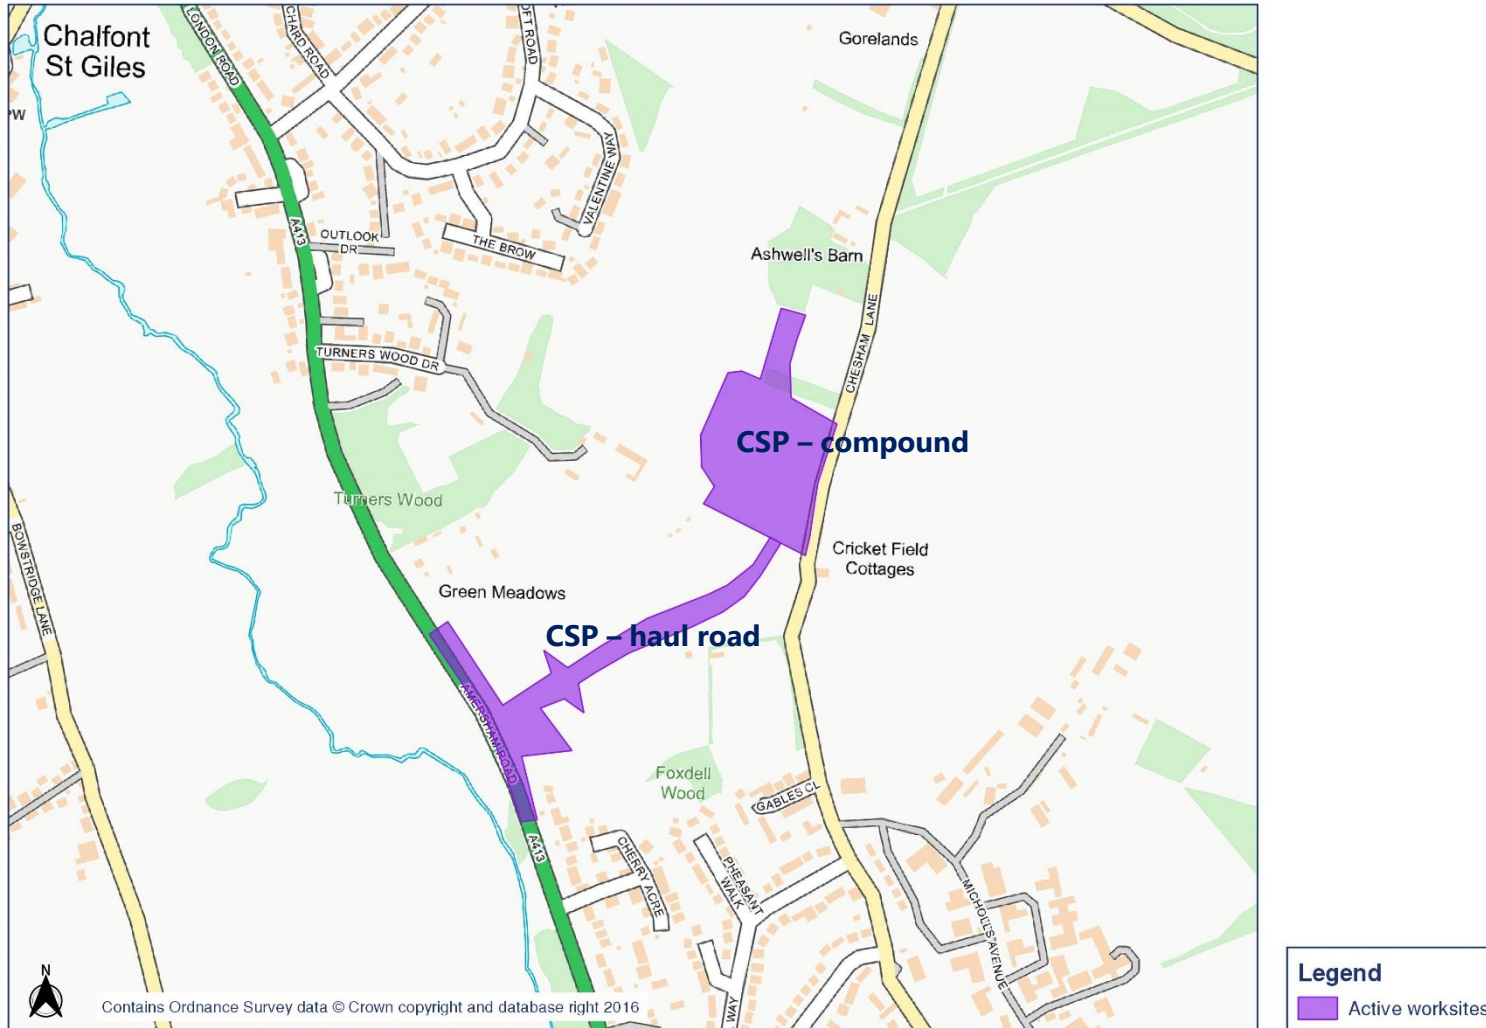 Chalfont
St Giles
LONDON ROAD
CHARD ROAD
OFT ROAD
Gorelands
PW
VALENTINE WAY
A413
OUTLOOK
DR
THE BROW
Ashwell's Barn
CHESHAM LANE
TURNERS WOOD DR
CSP – compound
Turners Wood
BOWSTRIDGE LANE
Cricket Field
Cottages
Green Meadows
CSP – haul road
AMERSHAM ROAD
Foxdell
Wood
GABLES CL
A413
CHERRY ACRE
PHEASANT
WALK
MICHOLLS AVENUE
WAY
N
Contains Ordnance Survey data © Crown copyright and database right 2016
Legend
Active worksites